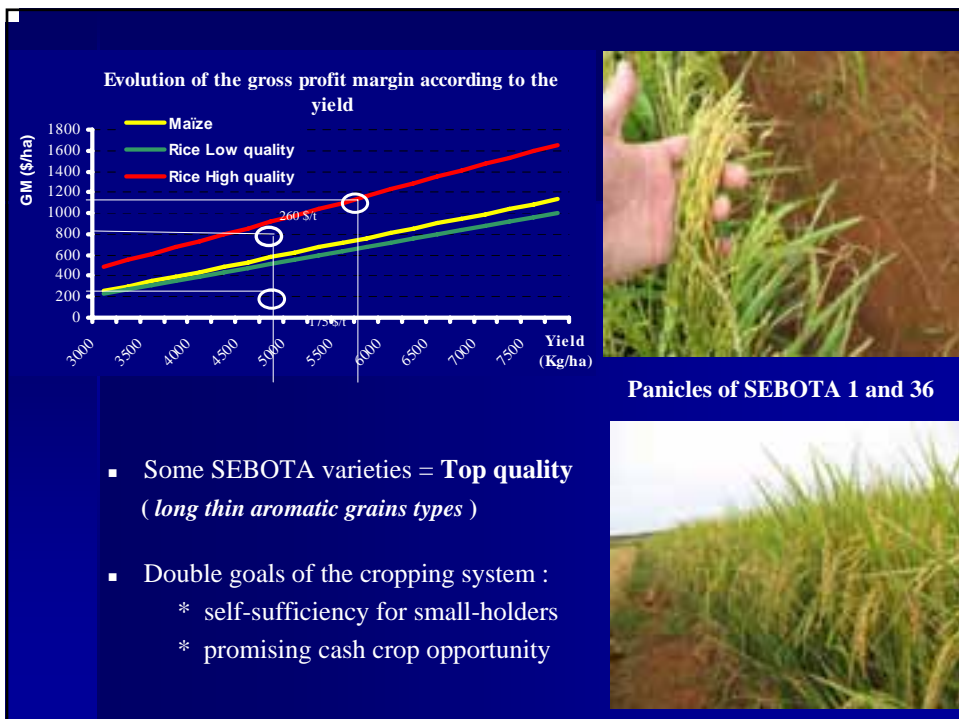 Evolution of the gross profit margin according to the
yield
GM ($/ha)
1800
1600
1400
1200
1000
800
600
400
200
0
Maïze
Rice Low quality
Rice High quality
260 $/t
175 $/t
3000
3500
4000
4500
5000
5500
6000
6500
7000
7500
Yield
(Kg/ha)
Panicles of SEBOTA 1 and 36
▪ Some SEBOTA varieties = Top quality
( long thin aromatic grains types )
▪ Double goals of the cropping system :
* self-sufficiency for small-holders
* promising cash crop opportunity